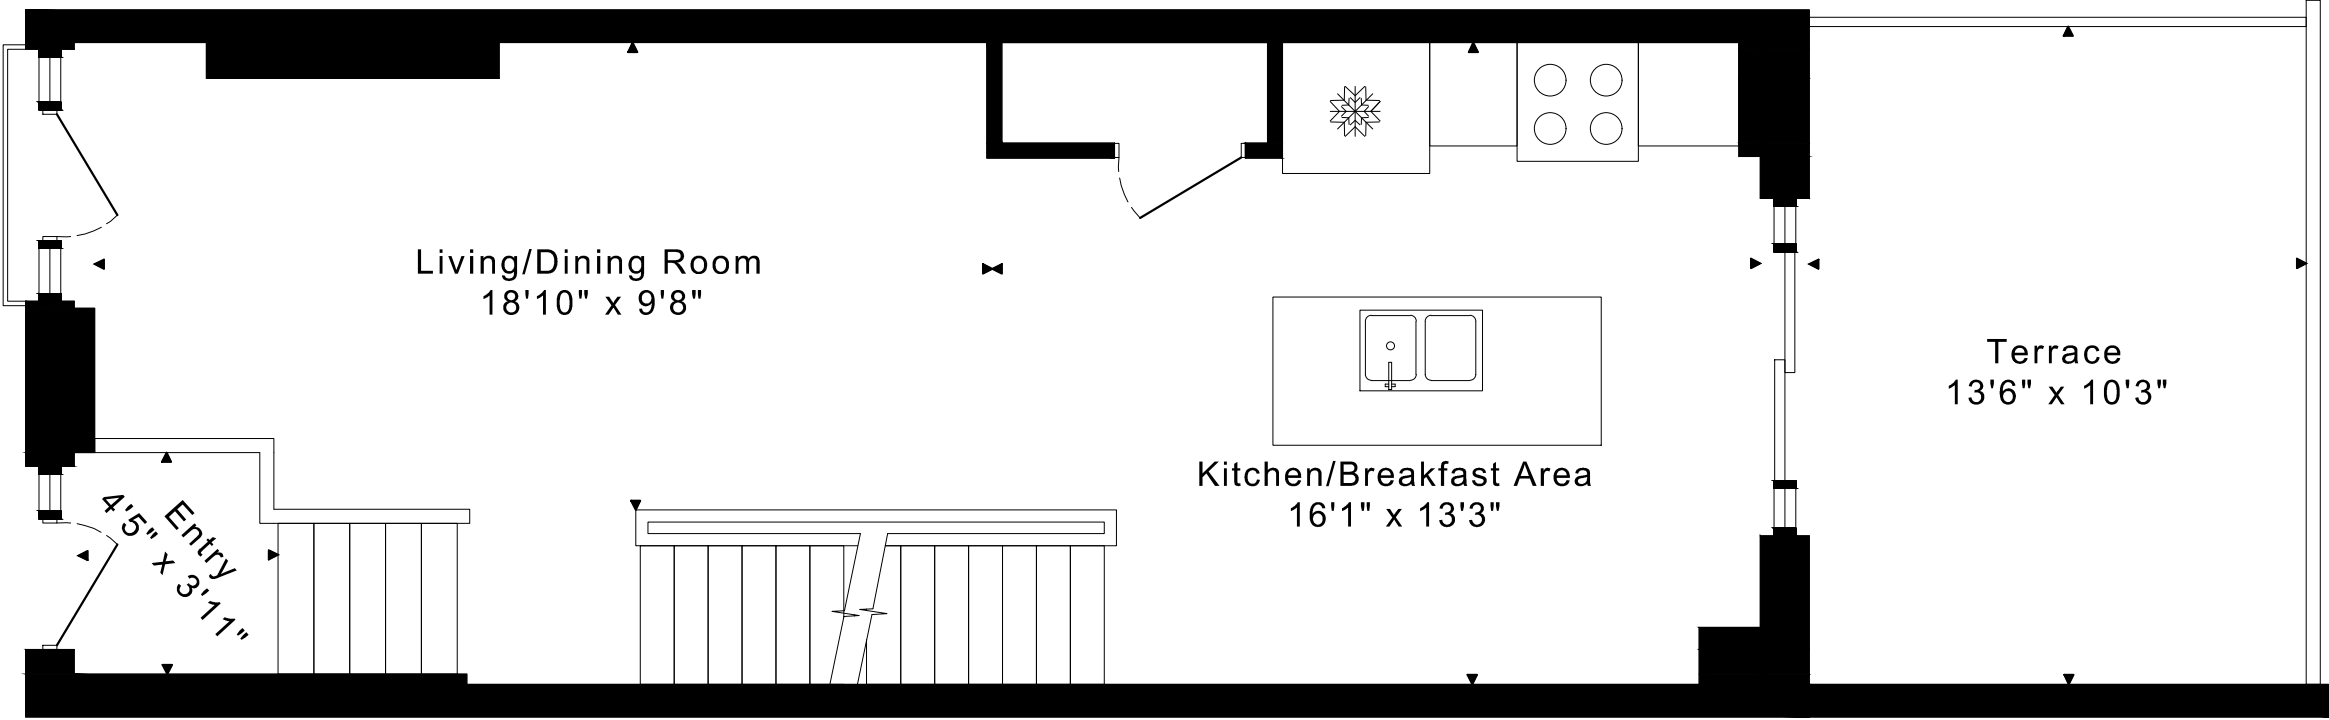 Living/Dining Room
18'10" x 9'8"
Terrace
13'6" x 10'3"
Kitchen/Breakfast Area
16'1" x 13'3"
Entry
4'5" x 3'11"